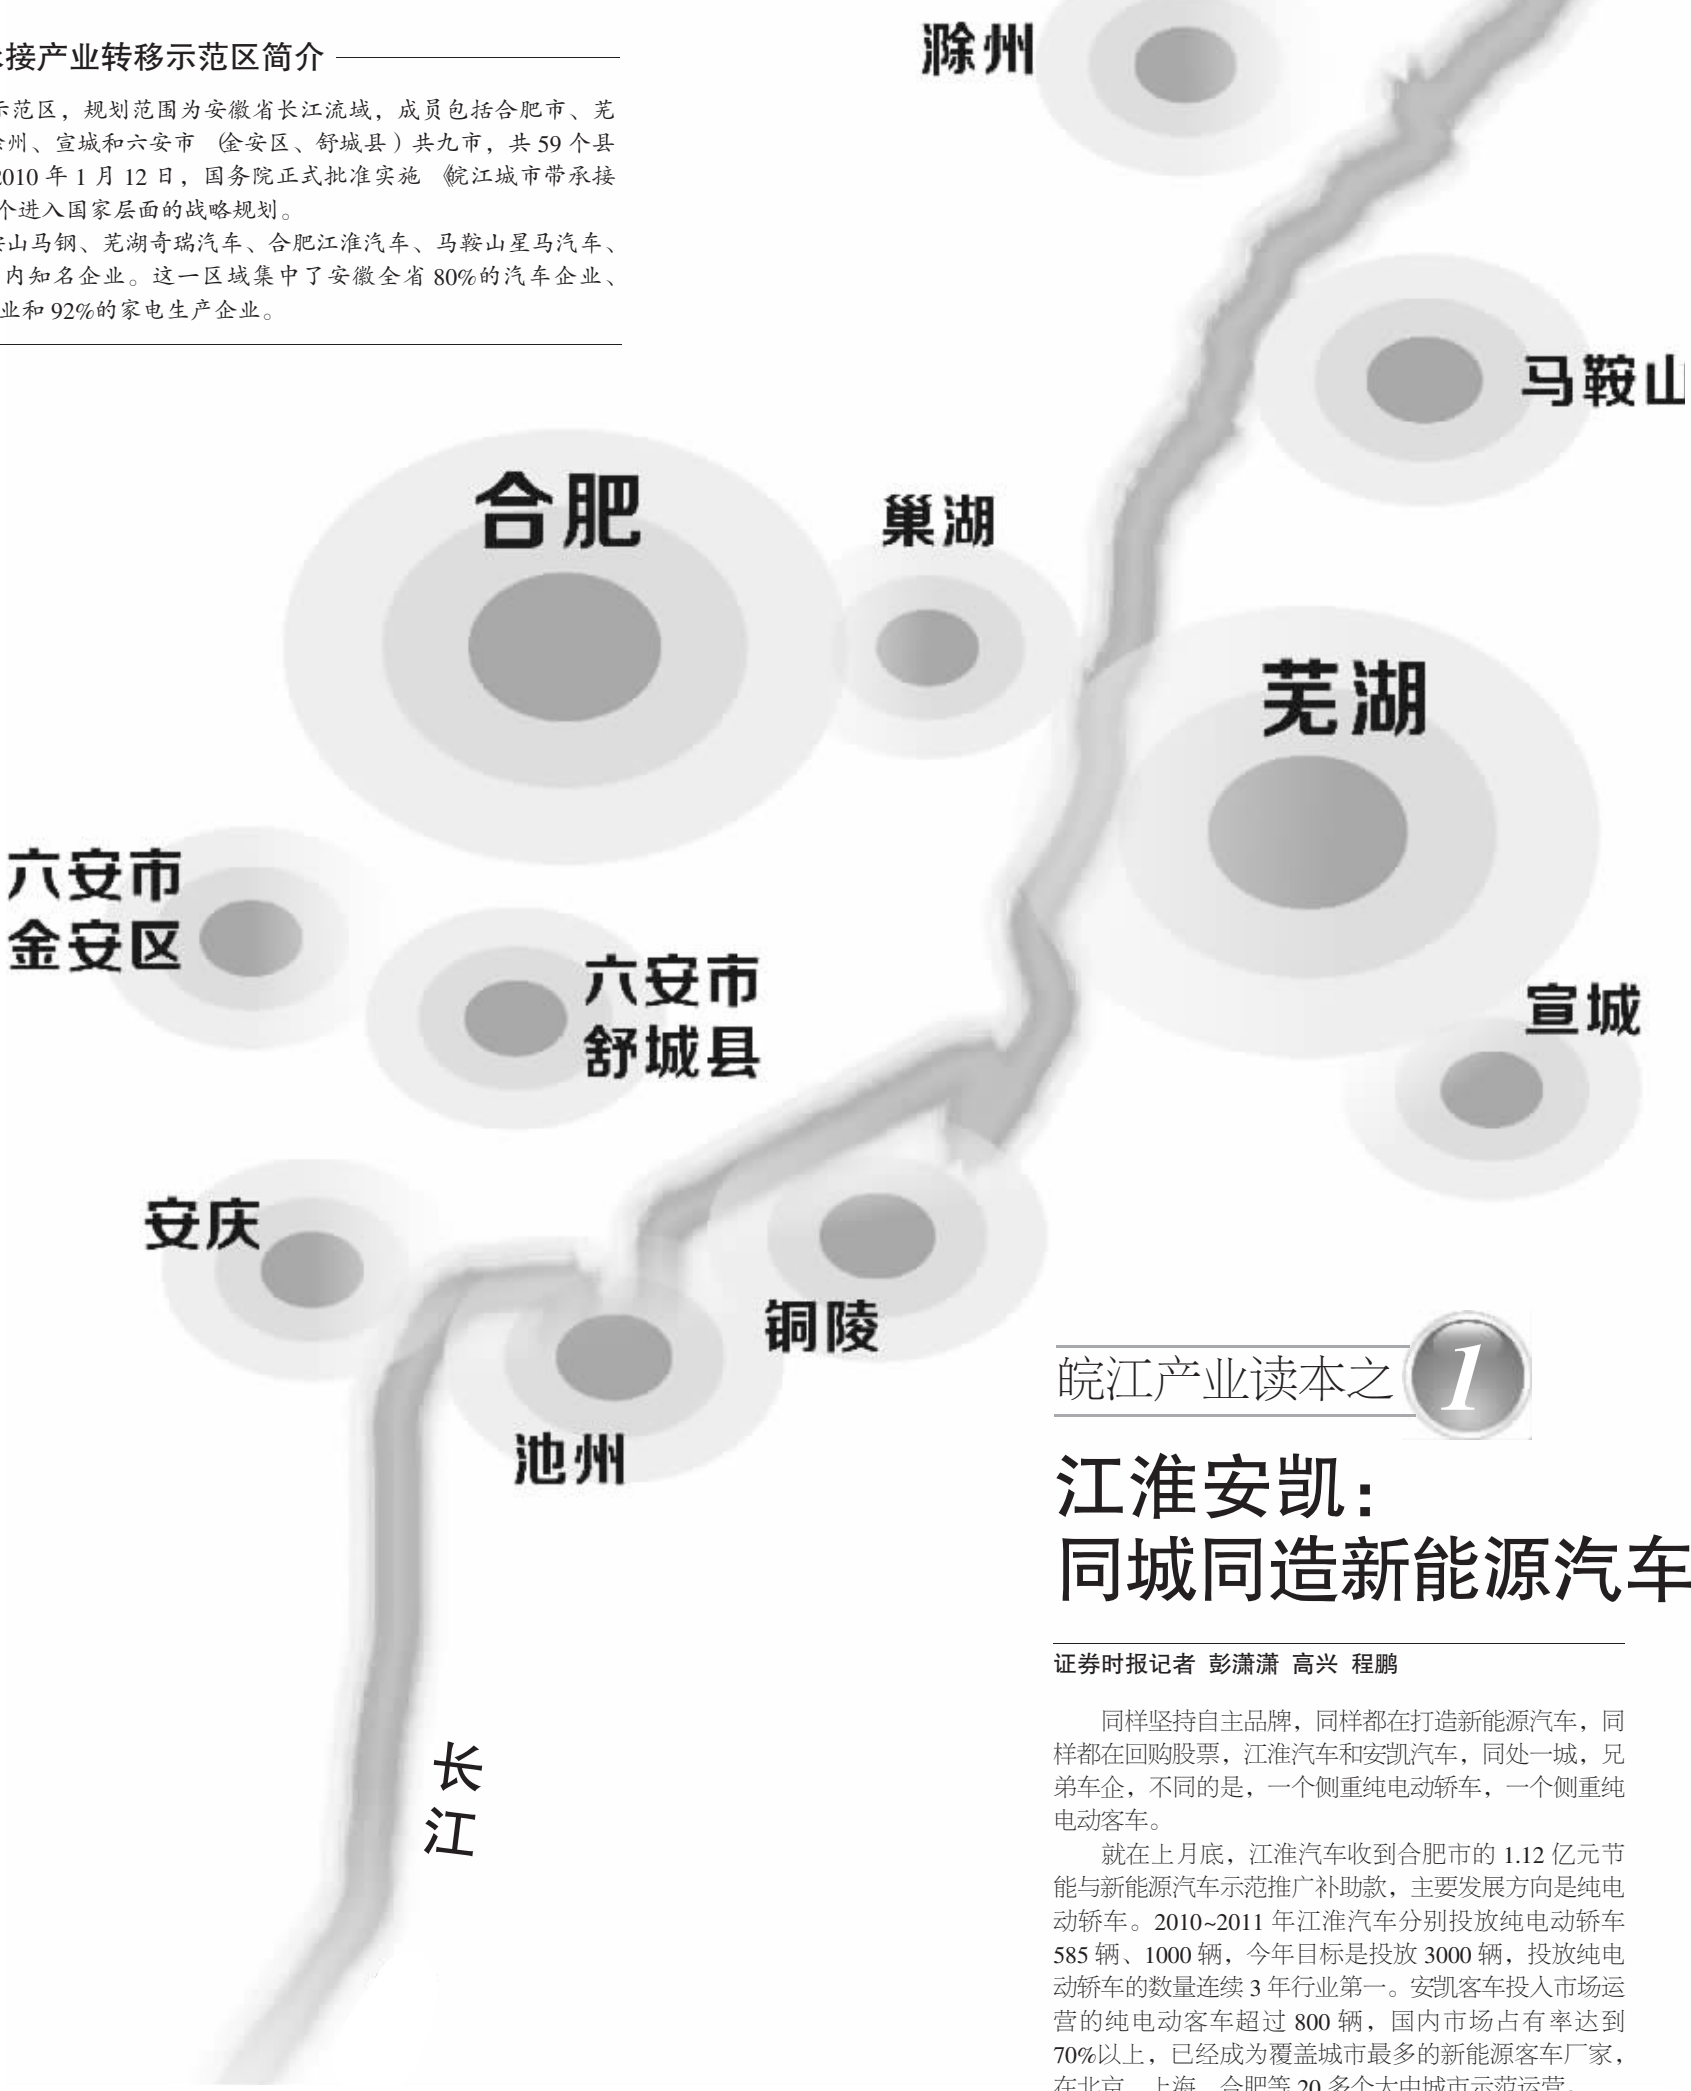 接产业转移示范区简介
示范区，规划范围为安徽省长江流域，成员包括合肥市、芜
州、宣城和六安市（金安区、舒城县）共九市，共 59 个县
2010 年 1 月 12 日，国务院正式批准实施《皖江城市带承接
个进入国家层面的战略规划。
山马钢、芜湖奇瑞汽车、合肥江淮汽车、马鞍山星马汽车、
内知名企业。这一区域集中了安徽全省 80%的汽车企业、
业和 92%的家电生产企业。
滁州
马鞍山
合肥
巢湖
芜湖
六安市
金安区
六安市
舒城县
宣城
安庆
铜陵
池州
长
江
皖江产业读本之 1
江淮安凯：
同城同造新能源汽车
证券时报记者 彭潇潇 高兴 程鹏
同样坚持自主品牌，同样都在打造新能源汽车，同
样都在回购股票，江淮汽车和安凯汽车，同处一城，兄
弟车企，不同的是，一个侧重纯电动轿车，一个侧重纯
电动客车。
就在上月底，江淮汽车收到合肥市的 1.12 亿元节
能与新能源汽车示范推广补助款，主要发展方向是纯电
动轿车。2010~2011 年江淮汽车分别投放纯电动轿车
585 辆、1000 辆，今年目标是投放 3000 辆，投放纯电
动轿车的数量连续 3 年行业第一。安凯客车投入市场运
营的纯电动客车超过 800 辆，国内市场占有率达到
70%以上，已经成为覆盖城市最多的新能源客车厂家，
在北京、上海、合肥等 20 多个大中城市示范运营。